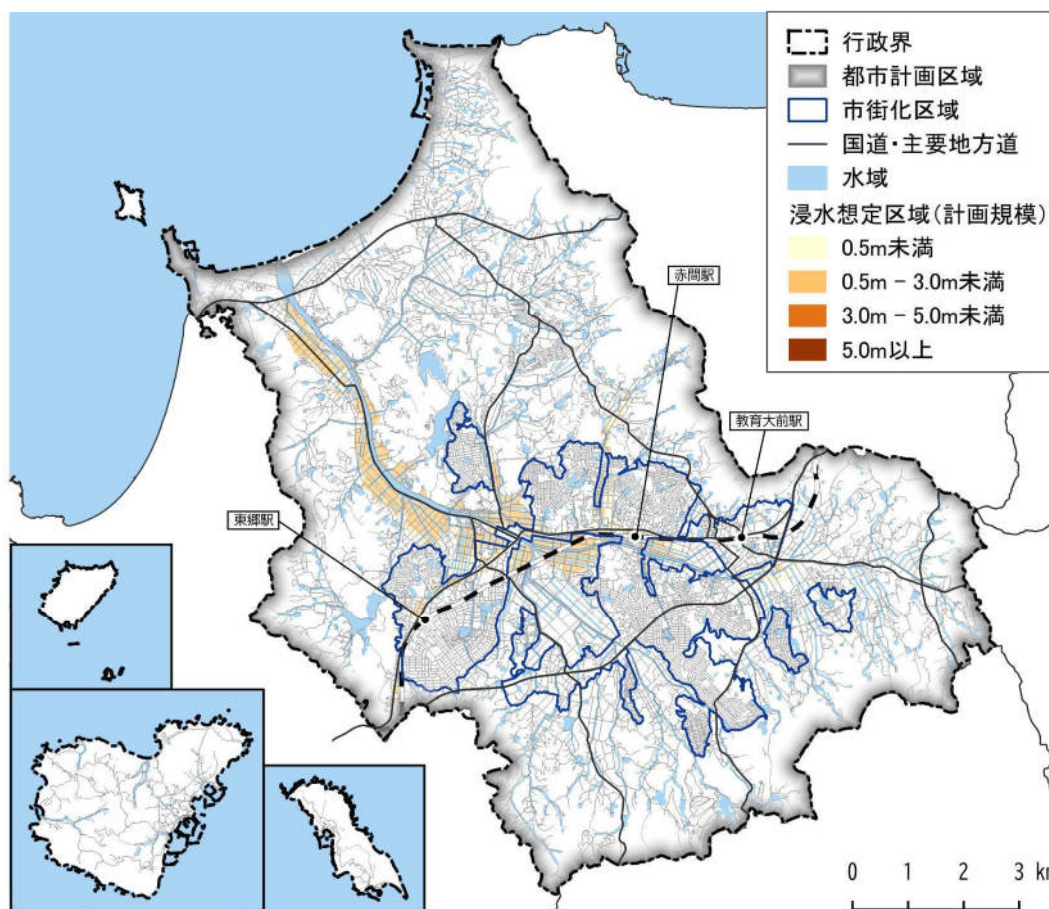 行政界
都市計画区域
市街化区域
国道・主要地方道
水域
浸水想定区域(計画規模)
0.5m未満
0.5m - 3.0m未満
3.0m - 5.0m未満
5.0m以上
赤間駅
教育大前駅
東郷駅
0 1 2 3 km